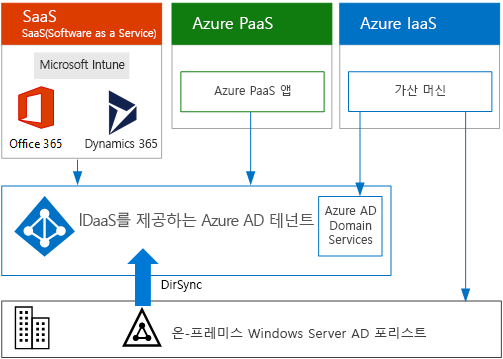 SaaS
SaaS(Software as a Service)
Microsoft Intune
Office 365
Dynamics 365
Azure PaaS
Azure PaaS 앱
Azure IaaS
가산 머신
IDaaS를 제공하는 Azure AD 테넌트
Azure AD
Domain
Services
DirSync
온-프레미스 Windows Server AD 포리스트